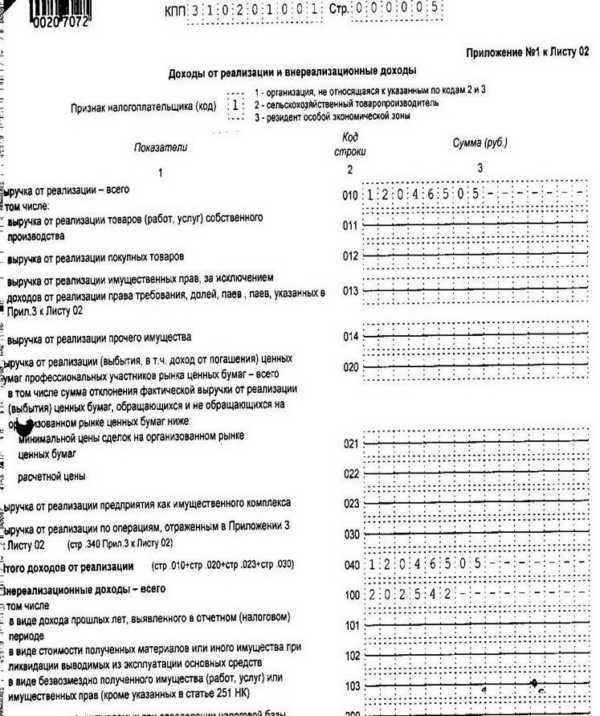 00207072
КПП 3 1 0 2 0 1 0 0 1 Стр. 0 0 0 0 0 5
Приложение №1 к Листу 02
Доходы от реализации и внереализационные доходы
Признак налогоплательщика (код) 1
1 - организация, не относящаяся к указанным по кодам 2 и 3
2 - сельскохозяйственный товаропроизводитель
3 - резидент особой экономической зоны
Показатели Код строки Сумма (руб.)
1 2 3
ыручка от реализации – всего 010 1 2 0 4 6 5 0 5 - - - - - - -
том числе:
выручка от реализации товаров (работ, услуг) собственного
производства 011
выручка от реализации покупных товаров 012
выручка от реализации имущественных прав, за исключением
доходов от реализации права требования, долей, паев , паев, указанных в 013
Прил.3 к Листу 02
выручка от реализации прочего имущества 014
ыручка от реализации (выбытия, в т.ч. доход от погашения) ценных
умаг профессиональных участников рынка ценных бумаг – всего 020
в том числе сумма отклонения фактической выручки от реализации
(выбытия) ценных бумаг, обращающихся и не обращающихся на
изованном рынке ценных бумаг ниже:
минимальной цены сделок на организованном рынке 021
ценных бумаг
расчетной цены 022
ыручка от реализации предприятия как имущественного комплекса 023
ыручка от реализации по операциям, отраженным в Приложении 3 030
Листу 02 (стр .340 Прил.3 к Листу 02)
того доходов от реализации (стр .010+стр .020+стр .023+стр .030) 040 1 2 0 4 6 5 0 5 - - - - - - -
нереализационные доходы – всего 100 2 0 2 5 4 2 - - - - - - - - -
том числе
в виде дохода прошлых лет, выявленного в отчетном (налоговом) 101
периоде
в виде стоимости полученных материалов или иного имущества при
ликвидации выводимых из эксплуатации основных средств 102
в виде безвозмездно полученного имущества (работ, услуг) или 103
имущественных прав (кроме указанных в статье 251 НК)